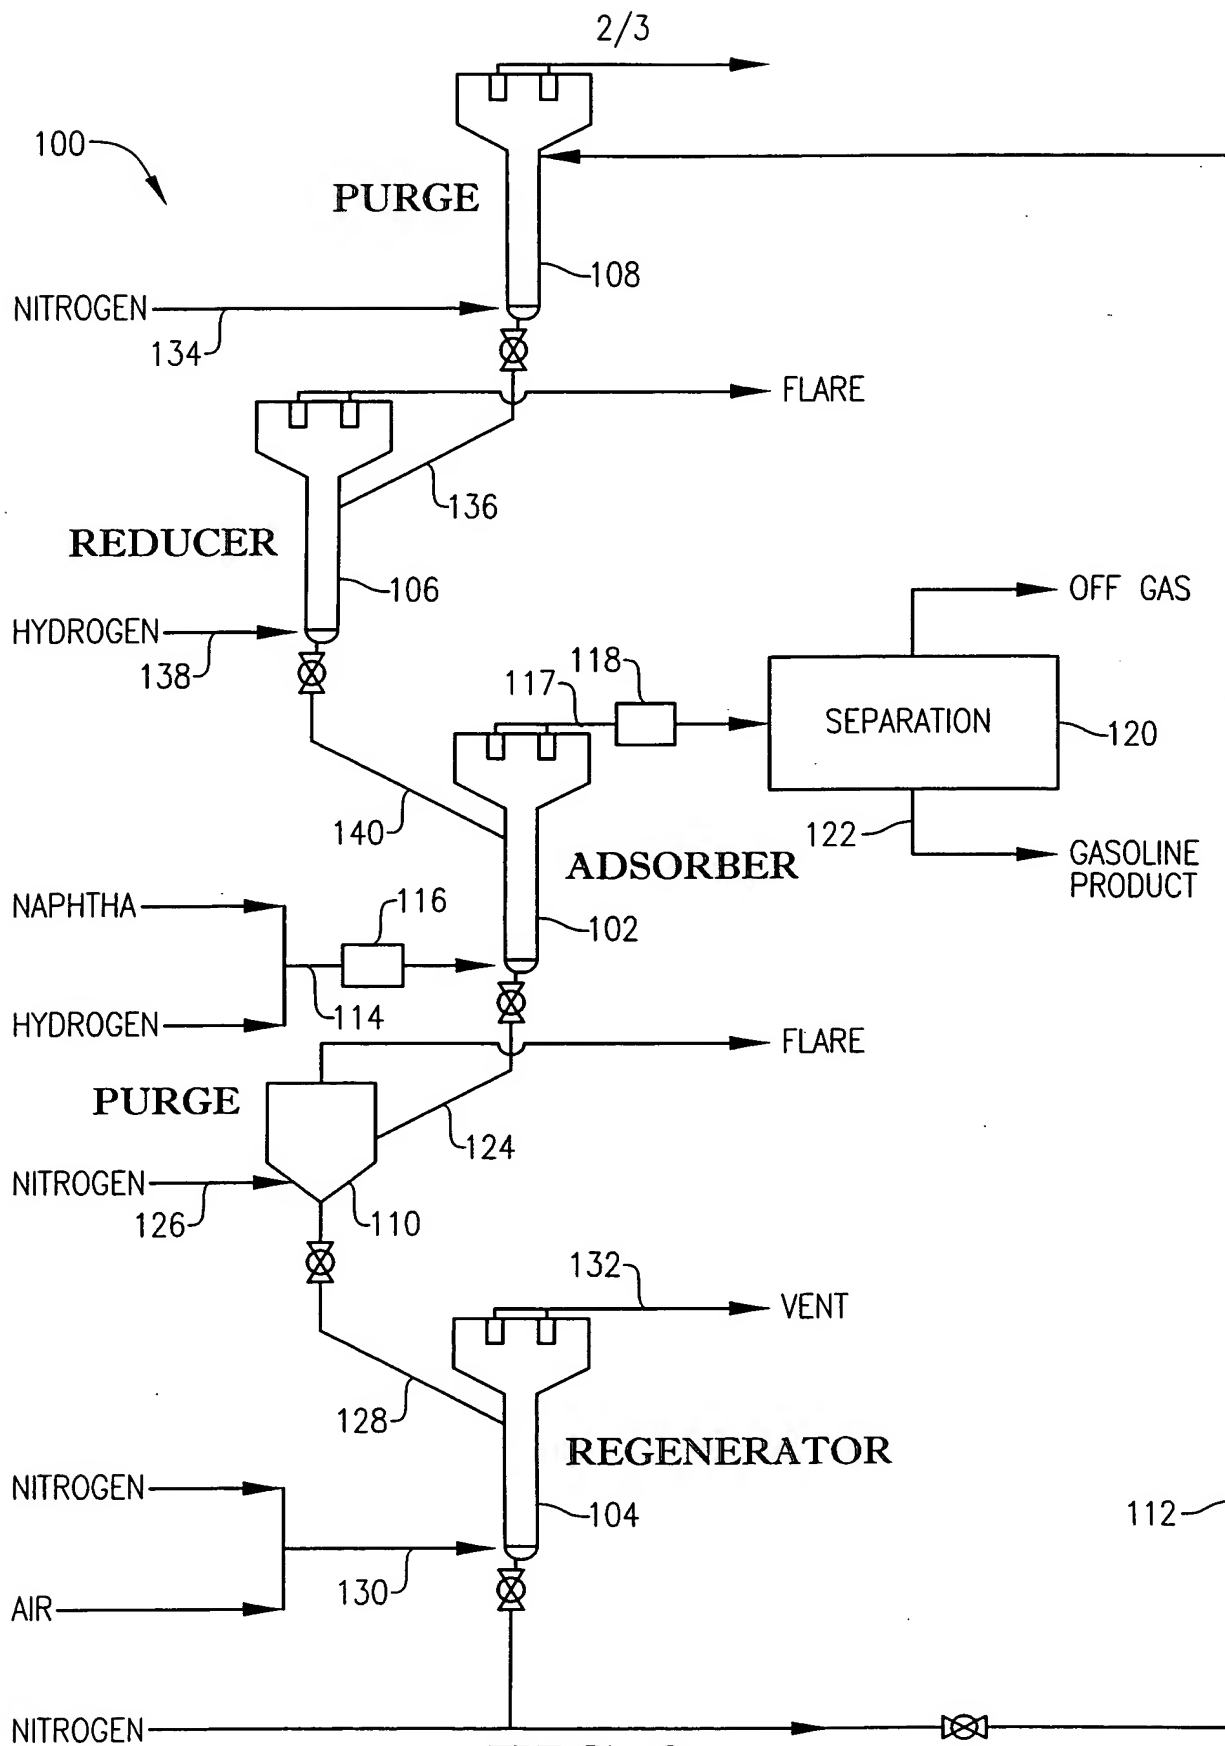 2/3
100
PURGE
108
NITROGEN
134
FLARE
136
REDUCER
106
OFF GAS
HYDROGEN
138
118
117
SEPARATION
120
140
122
ADSORBER
GASOLINE
PRODUCT
NAPHTHA
116
102
114
HYDROGEN
FLARE
PURGE
124
NITROGEN
126
110
132
VENT
128
REGENERATOR
NITROGEN
104
112
130
AIR
NITROGEN